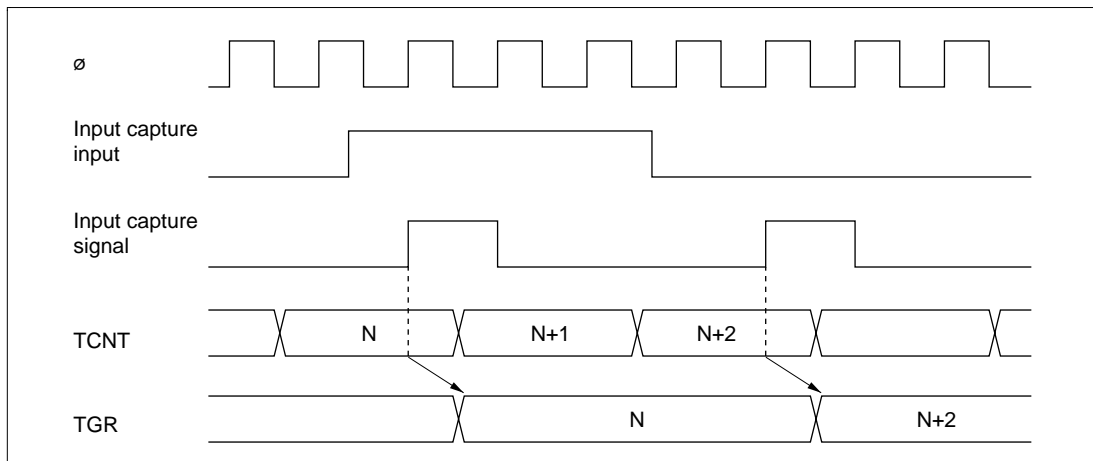 ø
Input capture
input
Input capture
signal
TCNT
N
N+1
N+2
TGR
N
N+2